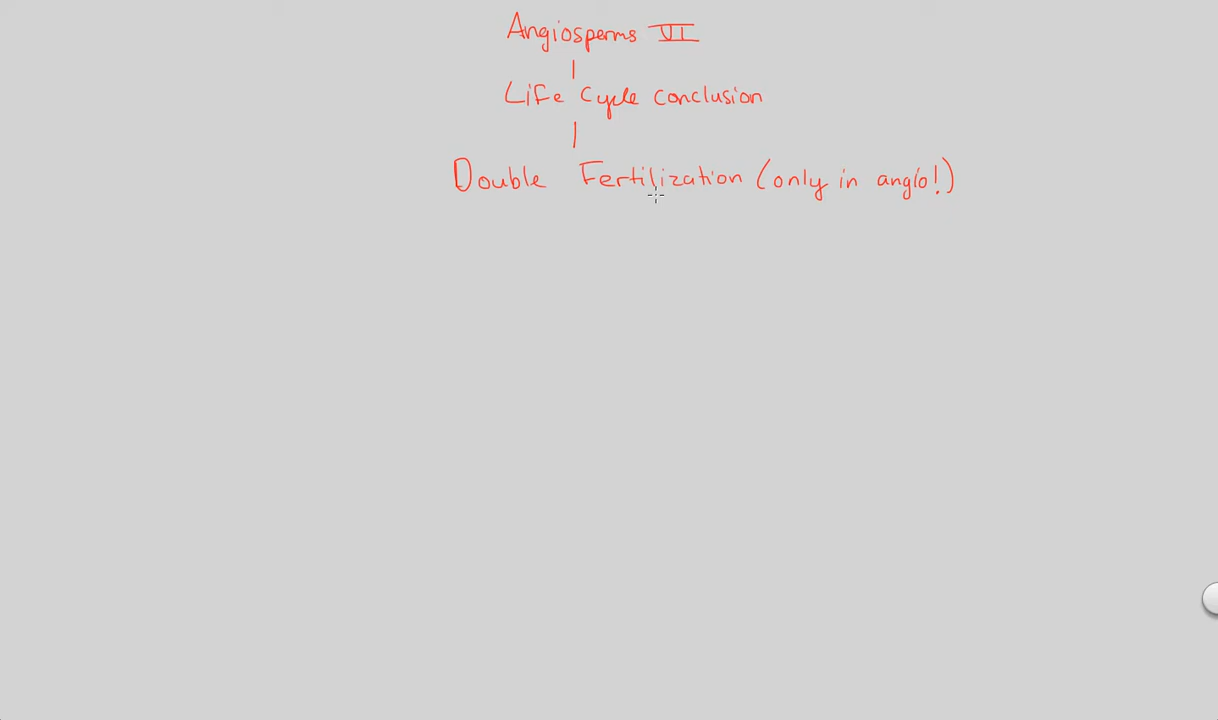 Angiosperms VI
Life Cycle conclusion
Double Fertilization (only in angio!)